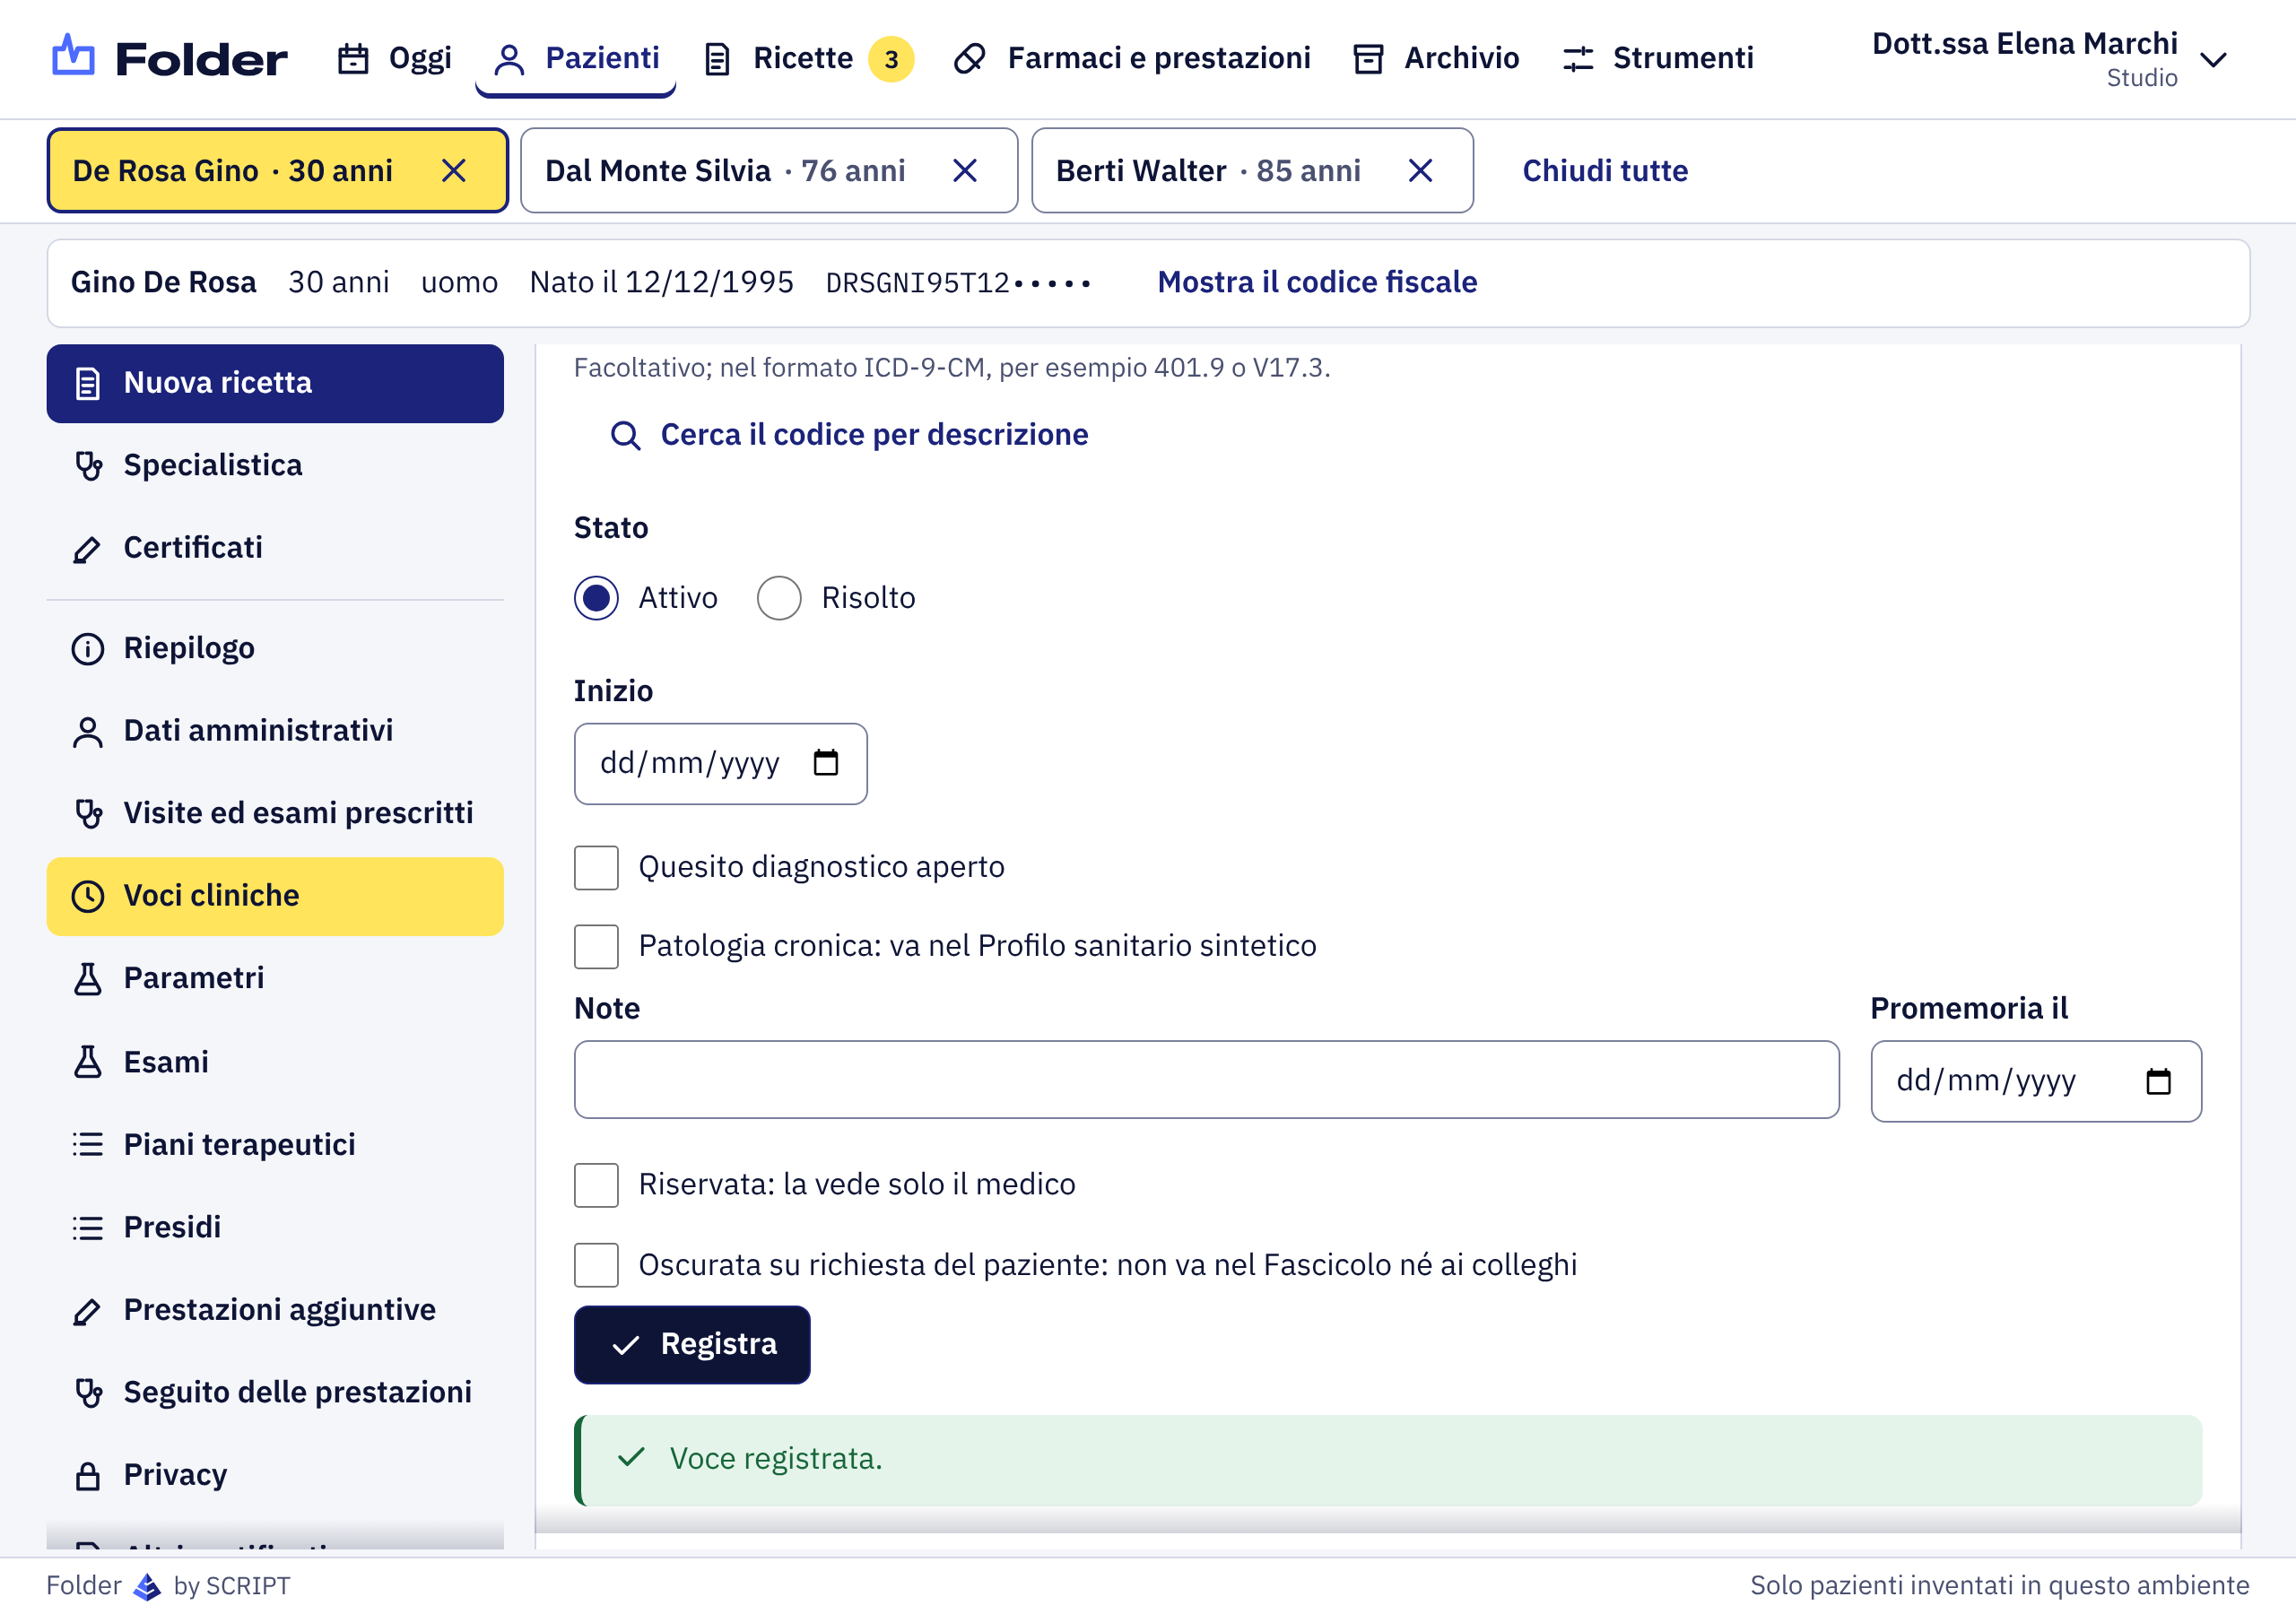 Folder
Oggi
Pazienti
Ricette 3
Farmaci e prestazioni
Archivio
Strumenti
Dott.ssa Elena Marchi
Studio
De Rosa Gino · 30 anni
Dal Monte Silvia · 76 anni
Berti Walter · 85 anni
Chiudi tutte
Gino De Rosa 30 anni uomo Nato il 12/12/1995 DRSGNI95T12••••• Mostra il codice fiscale
Nuova ricetta
Specialistica
Certificati
Riepilogo
Dati amministrativi
Visite ed esami prescritti
Voci cliniche
Parametri
Esami
Piani terapeutici
Presidi
Prestazioni aggiuntive
Seguito delle prestazioni
Privacy
Facoltativo; nel formato ICD-9-CM, per esempio 401.9 o V17.3.
Cerca il codice per descrizione
Stato
Attivo Risolto
Inizio
dd/mm/yyyy
Quesito diagnostico aperto
Patologia cronica: va nel Profilo sanitario sintetico
Note
Promemoria il
dd/mm/yyyy
Riservata: la vede solo il medico
Oscurata su richiesta del paziente: non va nel Fascicolo né ai colleghi
Registra
Voce registrata.
Folder by SCRIPT
Solo pazienti inventati in questo ambiente